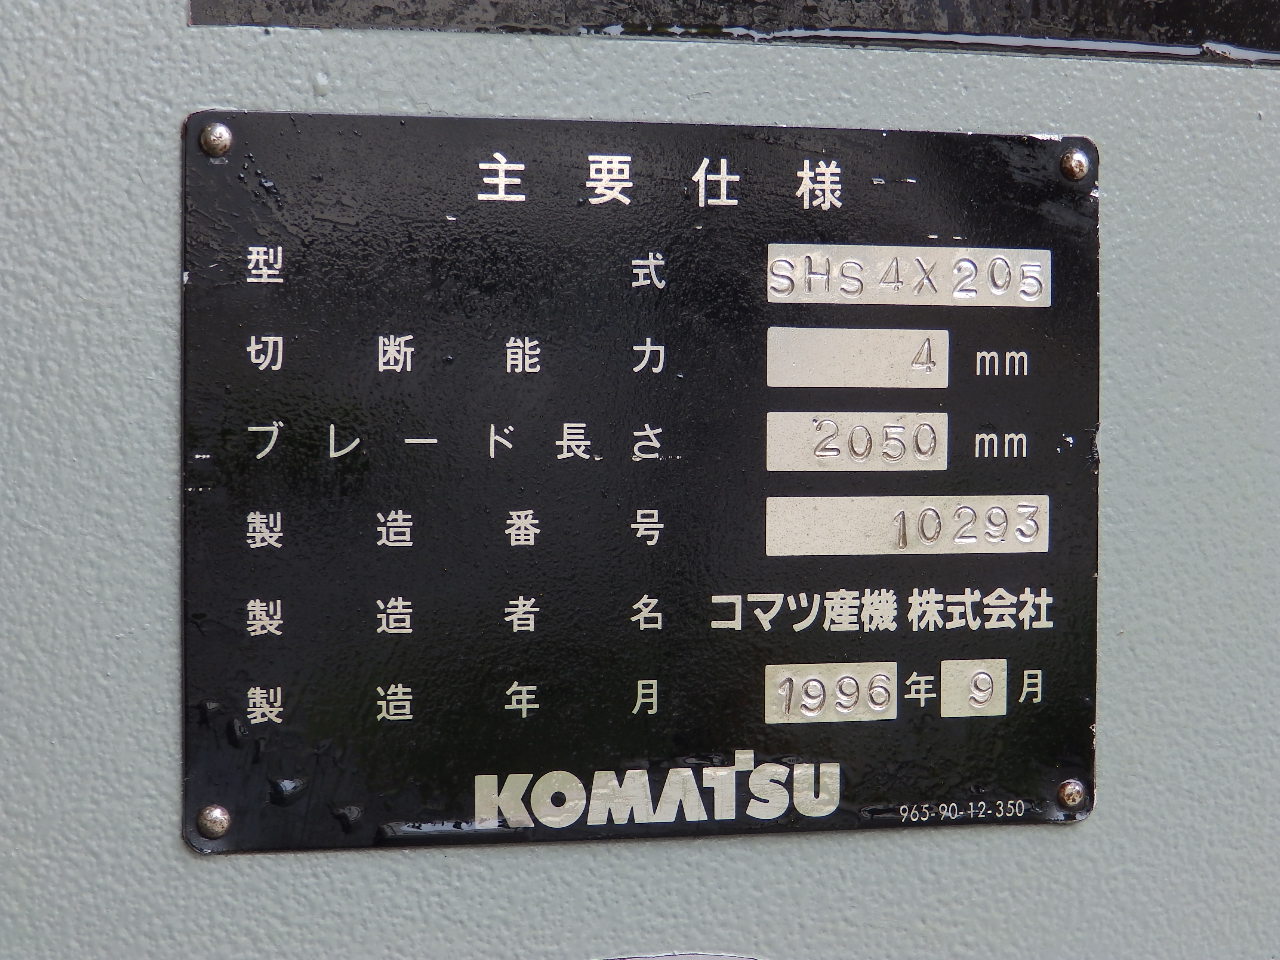 主要仕様
型式 SHS4X205
切断能力 4 mm
ブレード長さ 2050 mm
製造番号 10293
製造者名 コマツ産機株式会社
製造年月 1996年9月
KOMATSU
965-90-12-350